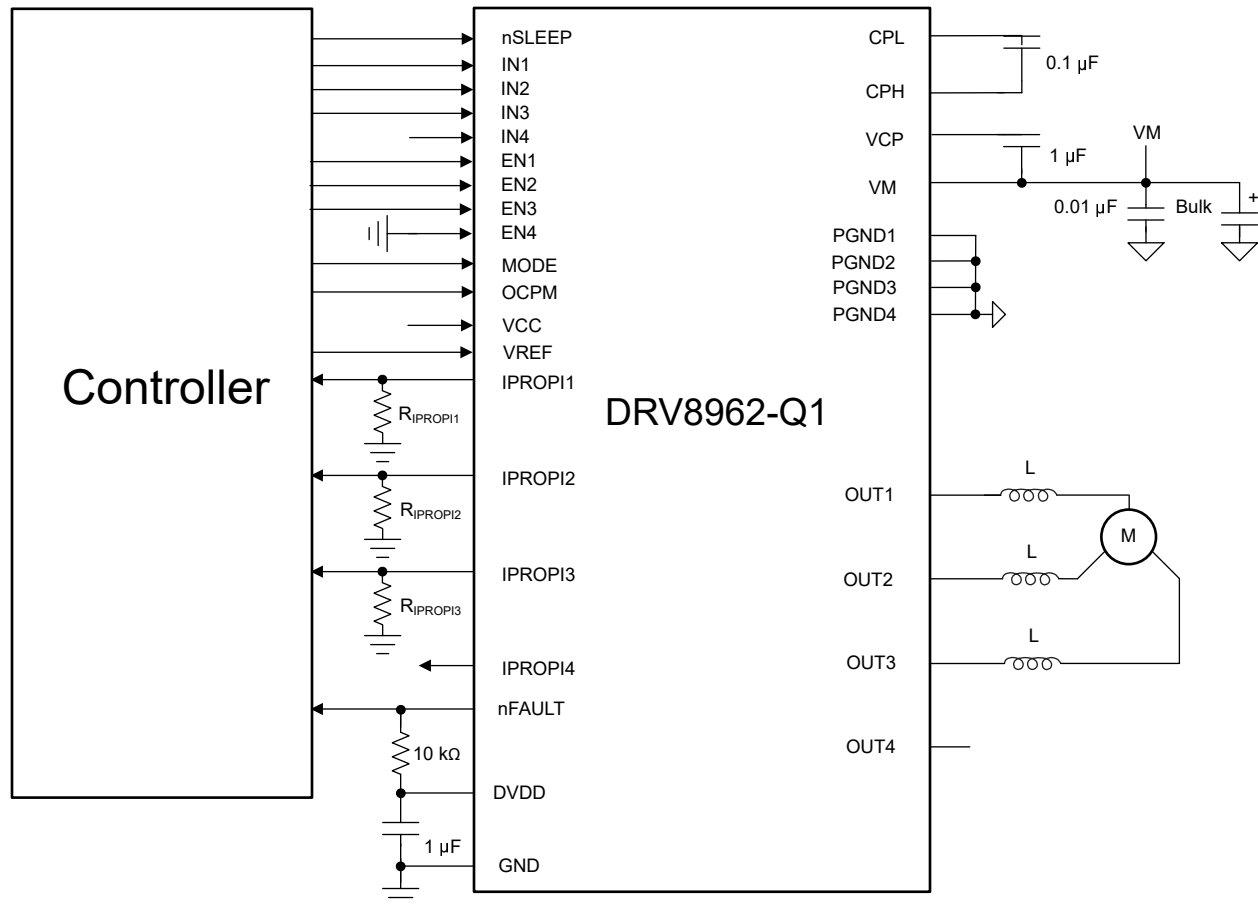 Controller
nSLEEP
IN1
IN2
IN3
IN4
EN1
EN2
EN3
EN4
MODE
OCPM
VCC
VREF
IPROPI1
RIPROPI1
IPROPI2
RIPROPI2
IPROPI3
RIPROPI3
IPROPI4
nFAULT
10 kΩ
DVDD
1 µF
GND
DRV8962-Q1
CPL
0.1 µF
CPH
VCP
1 µF
VM
VM
0.01 µF
Bulk
+
PGND1
PGND2
PGND3
PGND4
OUT1
L
M
OUT2
L
OUT3
L
OUT4